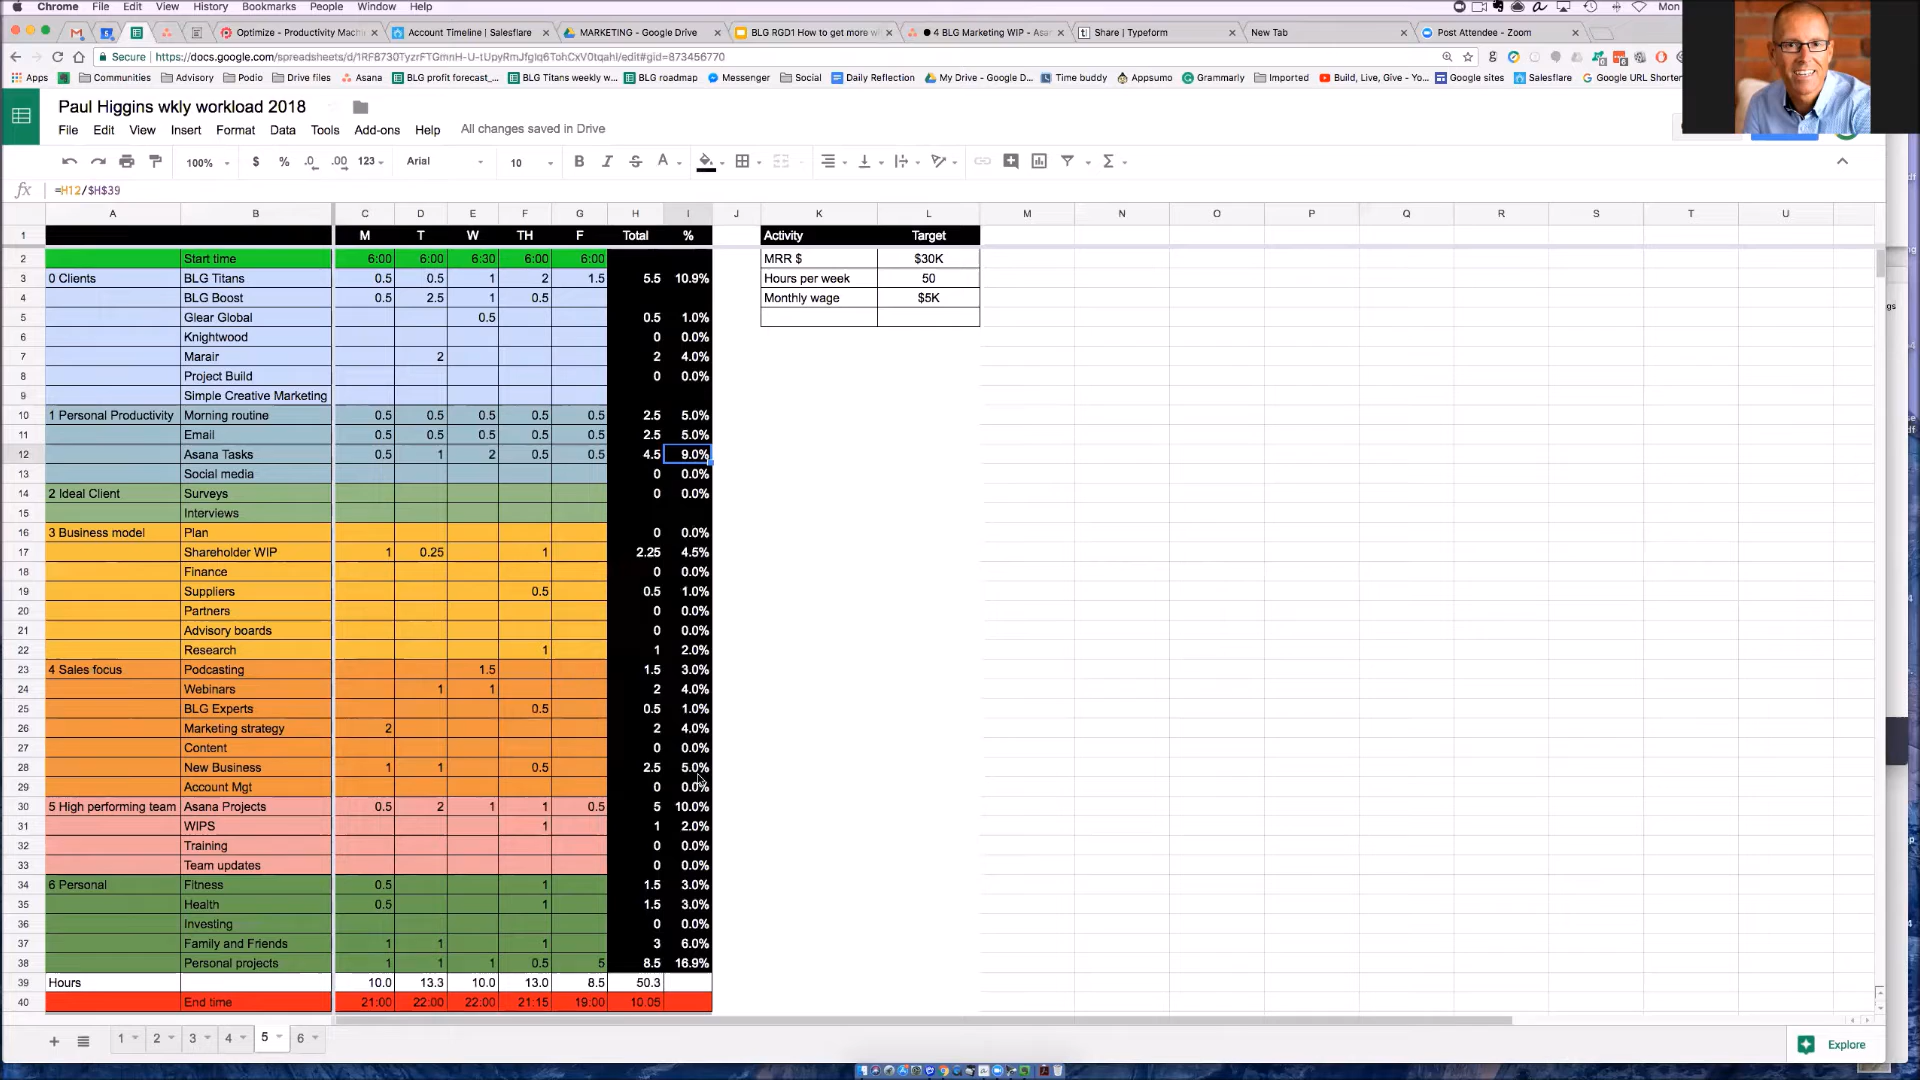 Chrome File Edit View History Bookmarks People Window Help Mon
Optimize - Productivity Mach Account Timeline | Salesflare MARKETING - Google Drive BLG RGD1 How to get more w 4 BLG Marketing WIP - Asa Share | Typeform New Tab Post Attendee - Zoom
Secure https://docs.google.com/spreadsheets/d/1RF8730TyzrFTGmnH-U-tUpyRmJfglq6TohCxV0tqahI/edit#gid=873456770
Apps Communities Advisory Podio Drive files Asana BLG profit forecast_... BLG Titans weekly w... BLG roadmap Messenger Social Daily Reflection My Drive - Google D... Time buddy Appsumo Grammarly Imported Build, Live, Give - Yo... Google sites Salesflare Google URL Shorte
Paul Higgins wkly workload 2018
File Edit View Insert Format Data Tools Add-ons Help All changes saved in Drive
100% $ % .0 .00 123 Arial 10 B I S A
fx =H12/$H$39
A B C D E F G H I J K L M N O P Q R S T U
1 M T W TH F Total % Activity Target
2 Start time 6:00 6:00 6:30 6:00 6:00 MRR $ $30K
3 0 Clients BLG Titans 0.5 0.5 1 2 1.5 5.5 10.9% Hours per week 50
4 BLG Boost 0.5 2.5 1 0.5 Monthly wage $5K
5 Glear Global 0.5 0.5 1.0%
6 Knightwood 0 0.0%
7 Marair 2 2 4.0%
8 Project Build 0 0.0%
9 Simple Creative Marketing
10 1 Personal Productivity Morning routine 0.5 0.5 0.5 0.5 0.5 2.5 5.0%
11 Email 0.5 0.5 0.5 0.5 0.5 2.5 5.0%
12 Asana Tasks 0.5 1 2 0.5 0.5 4.5 9.0%
13 Social media 0 0.0%
14 2 Ideal Client Surveys 0 0.0%
15 Interviews
16 3 Business model Plan 0 0.0%
17 Shareholder WIP 1 0.25 1 2.25 4.5%
18 Finance 0 0.0%
19 Suppliers 0.5 0.5 1.0%
20 Partners 0 0.0%
21 Advisory boards 0 0.0%
22 Research 1 1 2.0%
23 4 Sales focus Podcasting 1.5 1.5 3.0%
24 Webinars 1 1 2 4.0%
25 BLG Experts 0.5 0.5 1.0%
26 Marketing strategy 2 2 4.0%
27 Content 0 0.0%
28 New Business 1 1 0.5 2.5 5.0%
29 Account Mgt 0 0.0%
30 5 High performing team Asana Projects 0.5 2 1 1 0.5 5 10.0%
31 WIPS 1 1 2.0%
32 Training 0 0.0%
33 Team updates 0 0.0%
34 6 Personal Fitness 0.5 1 1.5 3.0%
35 Health 0.5 1 1.5 3.0%
36 Investing 0 0.0%
37 Family and Friends 1 1 1 3 6.0%
38 Personal projects 1 1 1 0.5 5 8.5 16.9%
39 Hours 10.0 13.3 10.0 13.0 8.5 50.3
40 End time 21:00 22:00 22:00 21:15 19:00 10.05
1 2 3 4 5 6 Explore